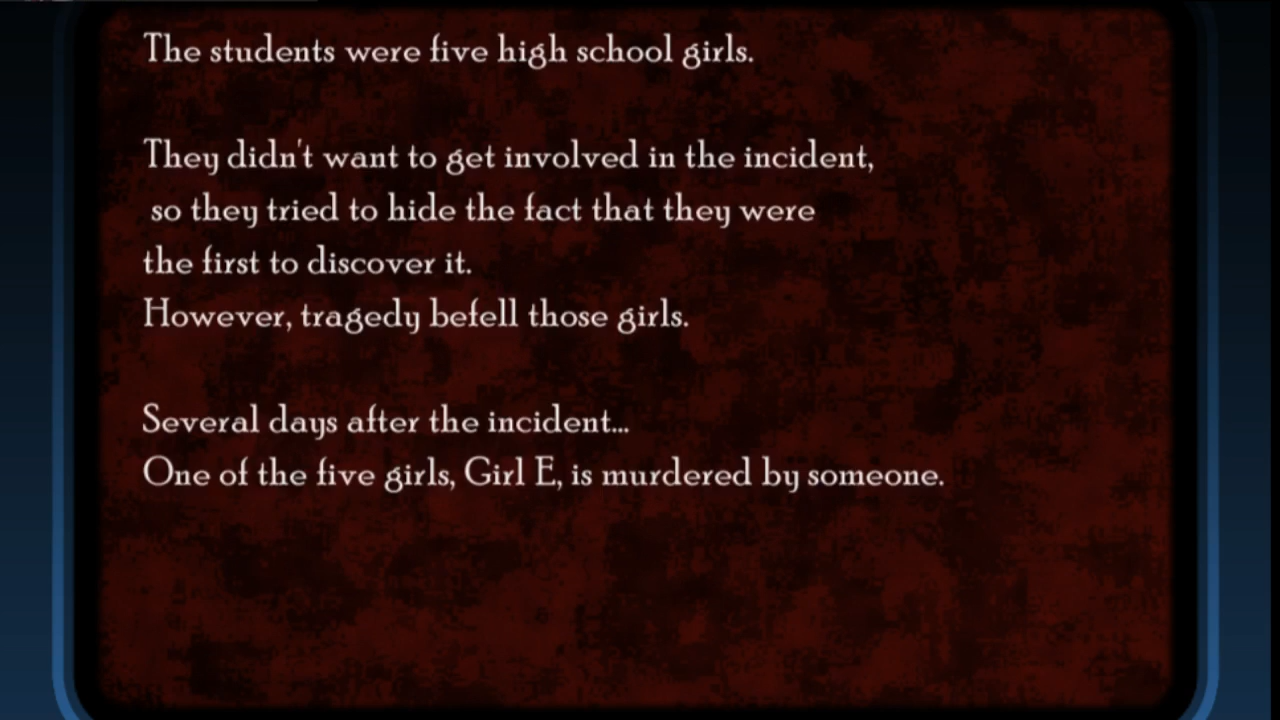 The students were five high school girls.
They didn't want to get involved in the incident,
so they tried to hide the fact that they were
the first to discover it.
However, tragedy befell those girls.
Several days after the incident...
One of the five girls, Girl E, is murdered by someone.